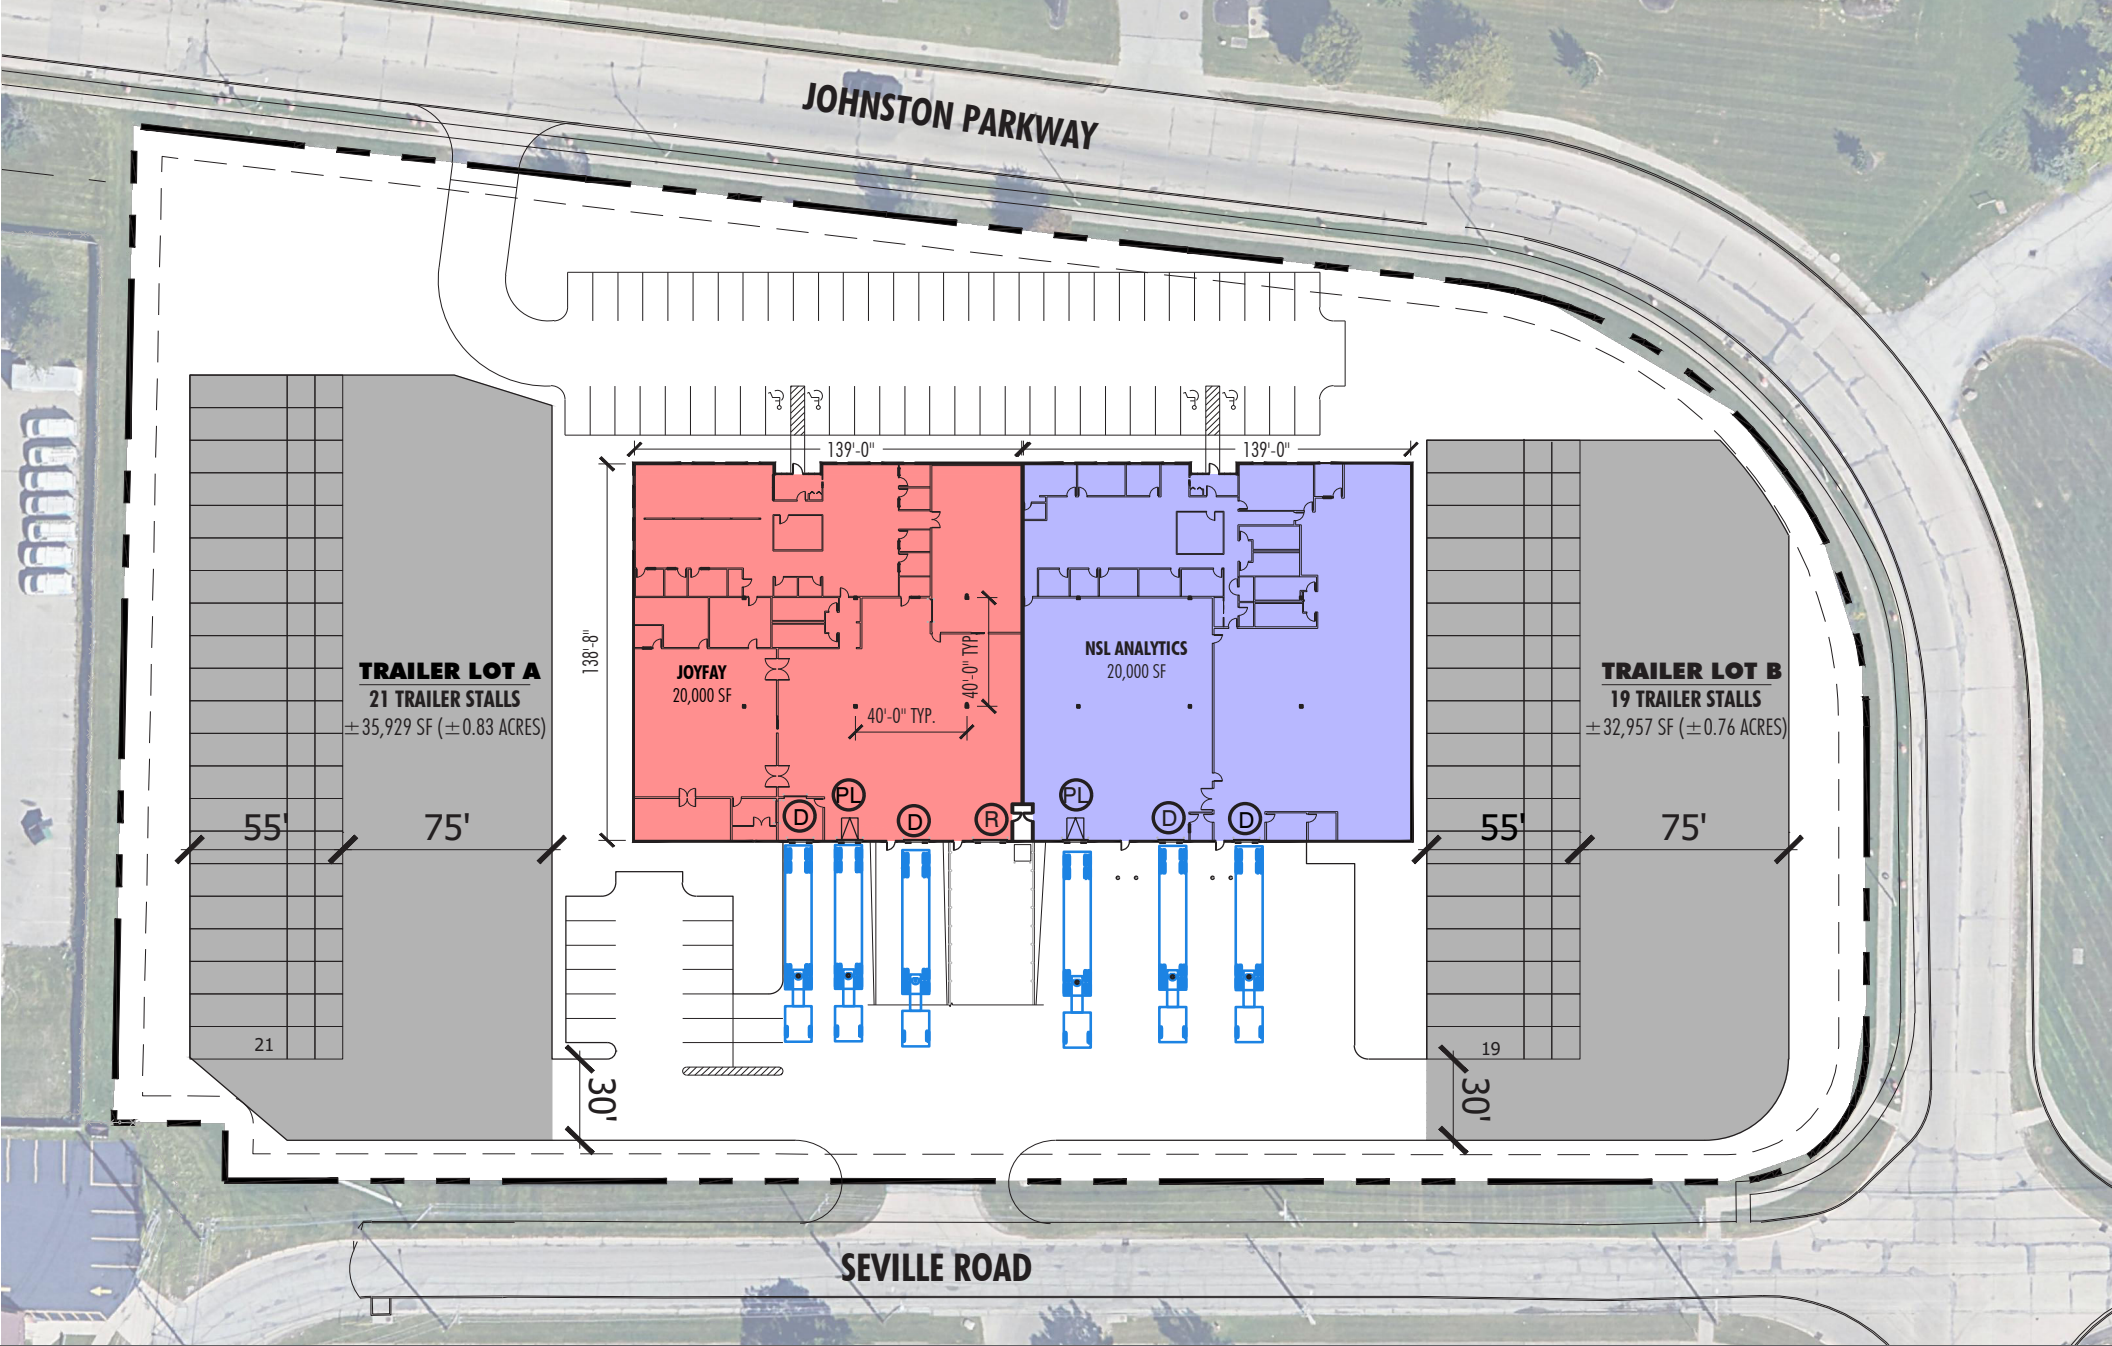 JOHNSTON PARKWAY
139'-0"
139'-0"
138'-8"
TRAILER LOT A
21 TRAILER STALLS
±35,929 SF (±0.83 ACRES)
JOYFAY
20,000 SF
40'-0" TYP.
40'-0" TYP.
NSL ANALYTICS
20,000 SF
TRAILER LOT B
19 TRAILER STALLS
±32,957 SF (±0.76 ACRES)
55'
75'
D
PL
D
R
PL
D
D
55'
75'
21
30'
19
30'
SEVILLE ROAD